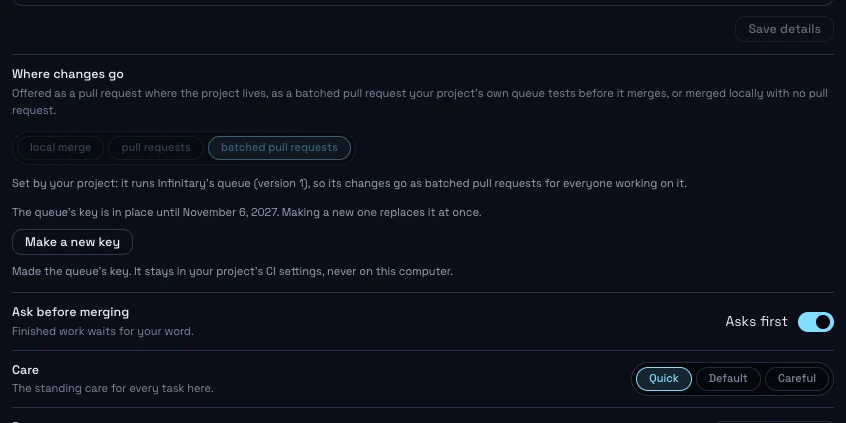 Save details
Where changes go
Offered as a pull request where the project lives, as a batched pull request your project's own queue tests before it merges, or merged locally with no pull
request.
local merge pull requests batched pull requests
Set by your project: it runs Infinitary's queue (version 1), so its changes go as batched pull requests for everyone working on it.
The queue's key is in place until November 6, 2027. Making a new one replaces it at once.
Make a new key
Made the queue's key. It stays in your project's CI settings, never on this computer.
Ask before merging
Asks first
Finished work waits for your word.
Care
Quick Default Careful
The standing care for every task here.